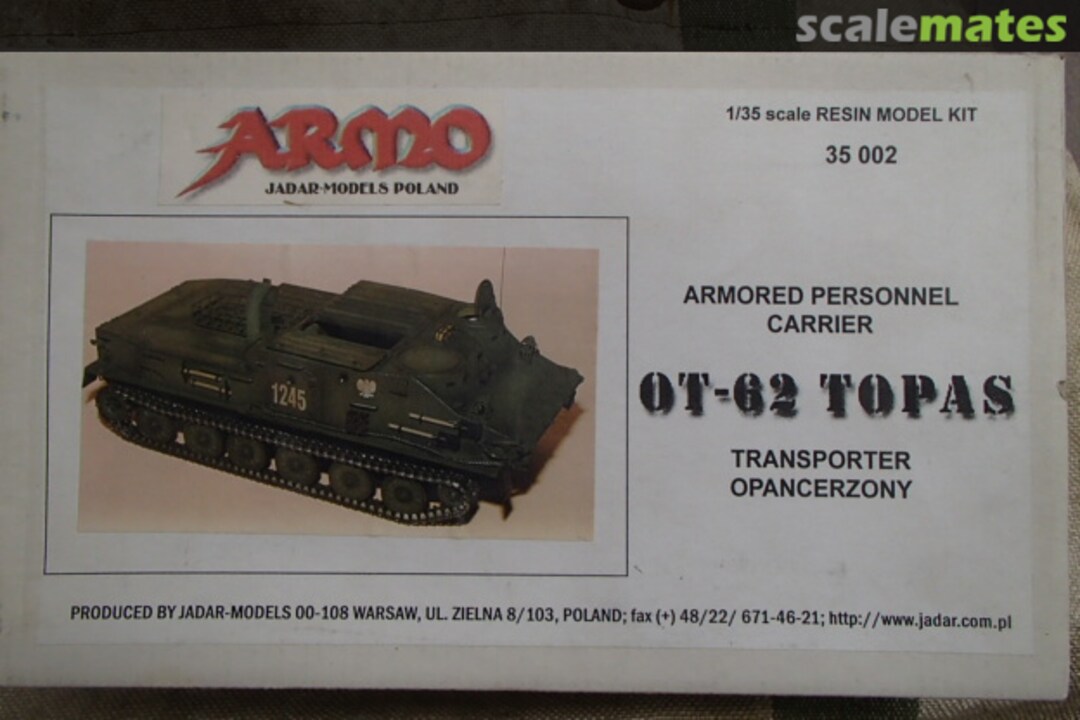 scalemates
ARMO
JADAR-MODELS POLAND
1/35 scale RESIN MODEL KIT
35 002
1245
ARMORED PERSONNEL
CARRIER
OT-62 TOPAS
TRANSPORTER
OPANCERZONY
PRODUCED BY JADAR-MODELS 00-108 WARSAW, UL. ZIELNA 8/103, POLAND; fax (+) 48/22/ 671-46-21; http://www.jadar.com.pl